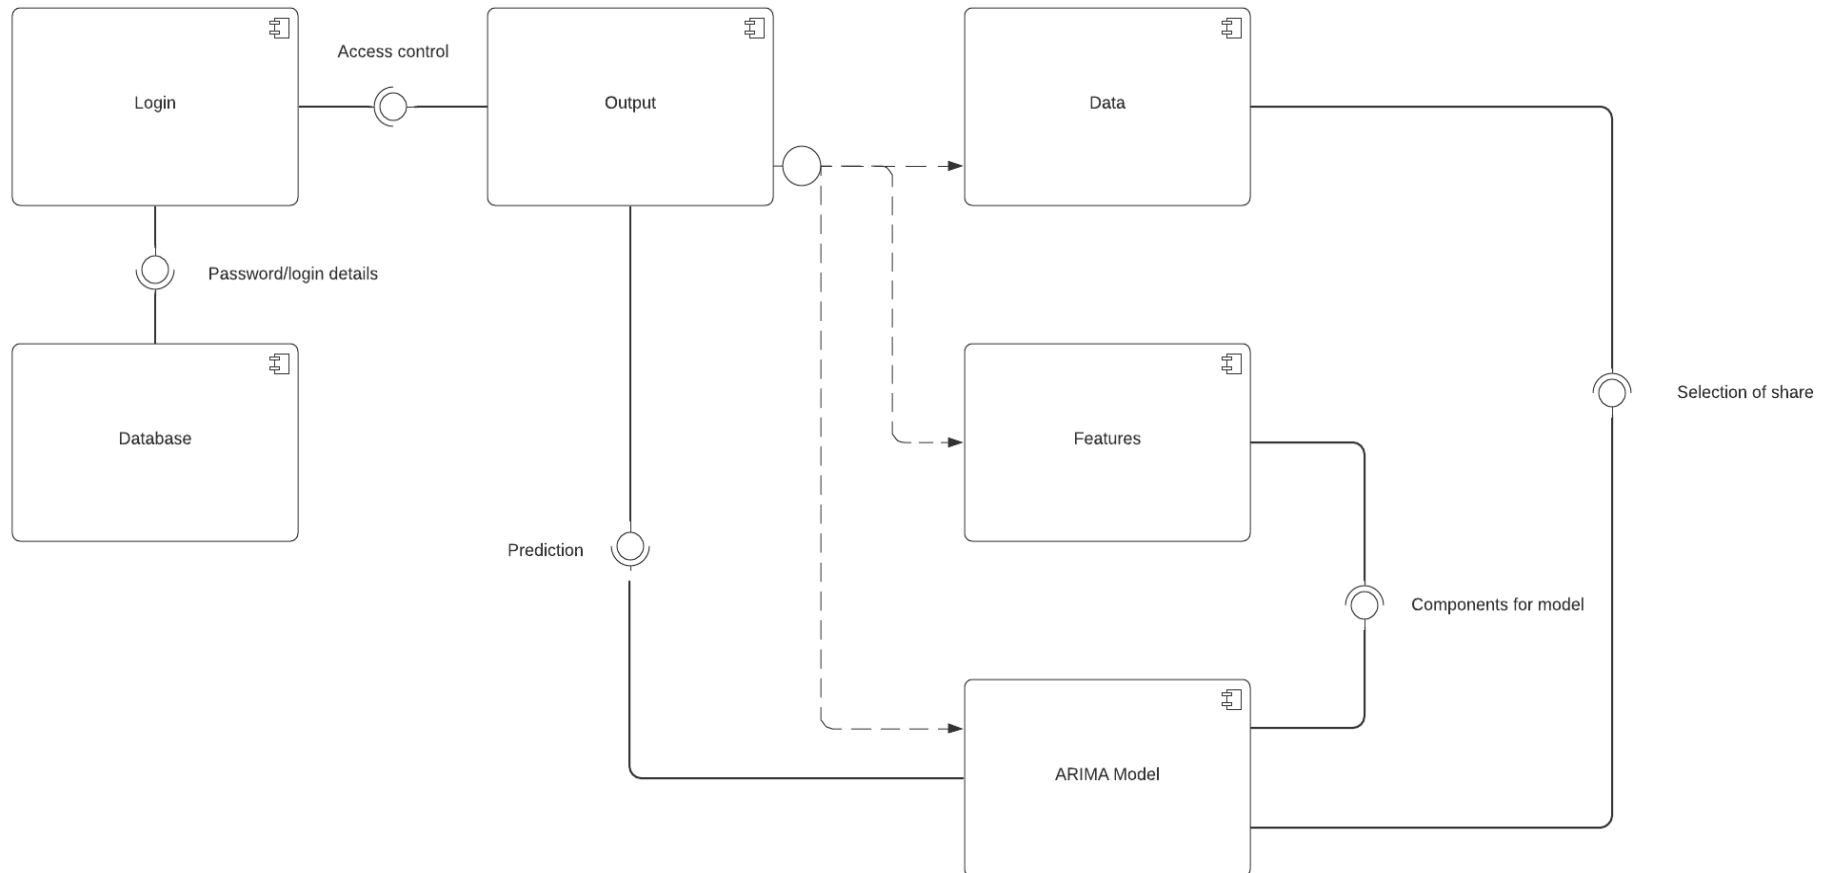 Access control
Login
Output
Data
Password/login details
Selection of share
Database
Features
Prediction
Components for model
ARIMA Model